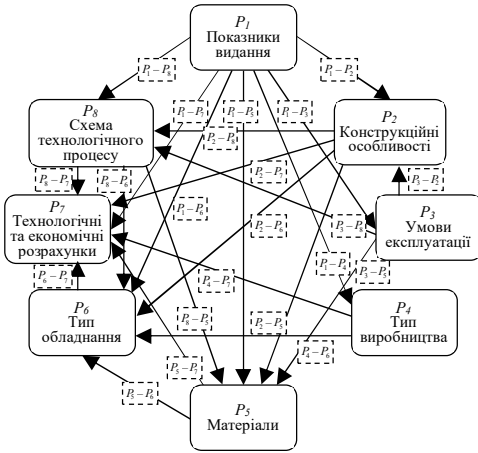 P₁
Показники
видання
P₁ – P₈
P₁ – P₂
P₁ – P₇
P₁ – P₅
P₁ – P₃
P₈
Схема
технологічного
процесу
P₂ – P₈
P₂
Конструкційні
особливості
P₈ – P₇
P₈ – P₆
P₂ – P₇
P₃ – P₂
P₇
Технологічні
та економічні
розрахунки
P₁ – P₆
P₂ – P₆
P₃ – P₈
P₃
Умови
експлуатації
P₁ – P₄
P₃ – P₅
P₆ – P₇
P₄ – P₇
P₆
Тип
обладнання
P₈ – P₅
P₂ – P₅
P₄
Тип
виробництва
P₄ – P₆
P₅ – P₇
P₅ – P₆
P₅
Матеріали